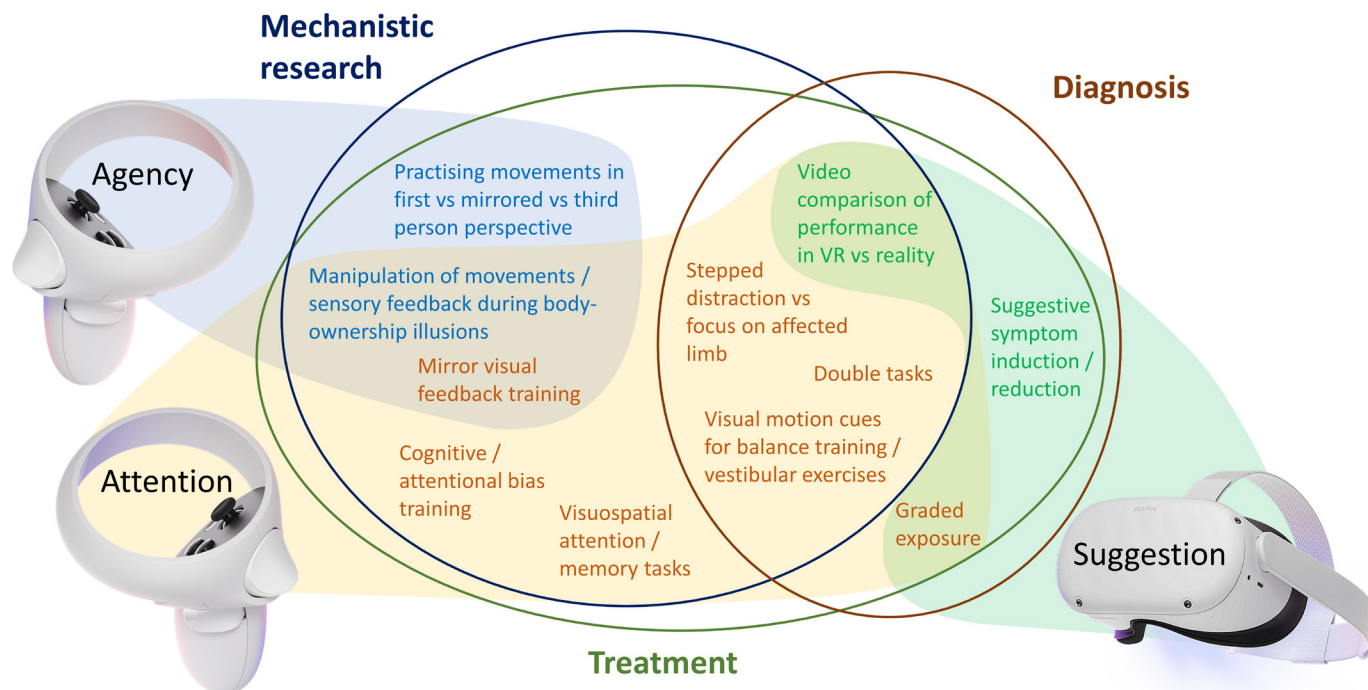 Mechanistic
research
Diagnosis
Agency
Practising movements in
first vs mirrored vs third
person perspective
Video
comparison of
performance
in VR vs reality
Manipulation of movements /
sensory feedback during body-
ownership illusions
Stepped
distraction vs
focus on affected
limb
Suggestive
symptom
induction /
reduction
Mirror visual
feedback training
Double tasks
Visual motion cues
for balance training /
vestibular exercises
Attention
Cognitive /
attentional bias
training
Visuospatial
attention /
memory tasks
Graded
exposure
Suggestion
Treatment